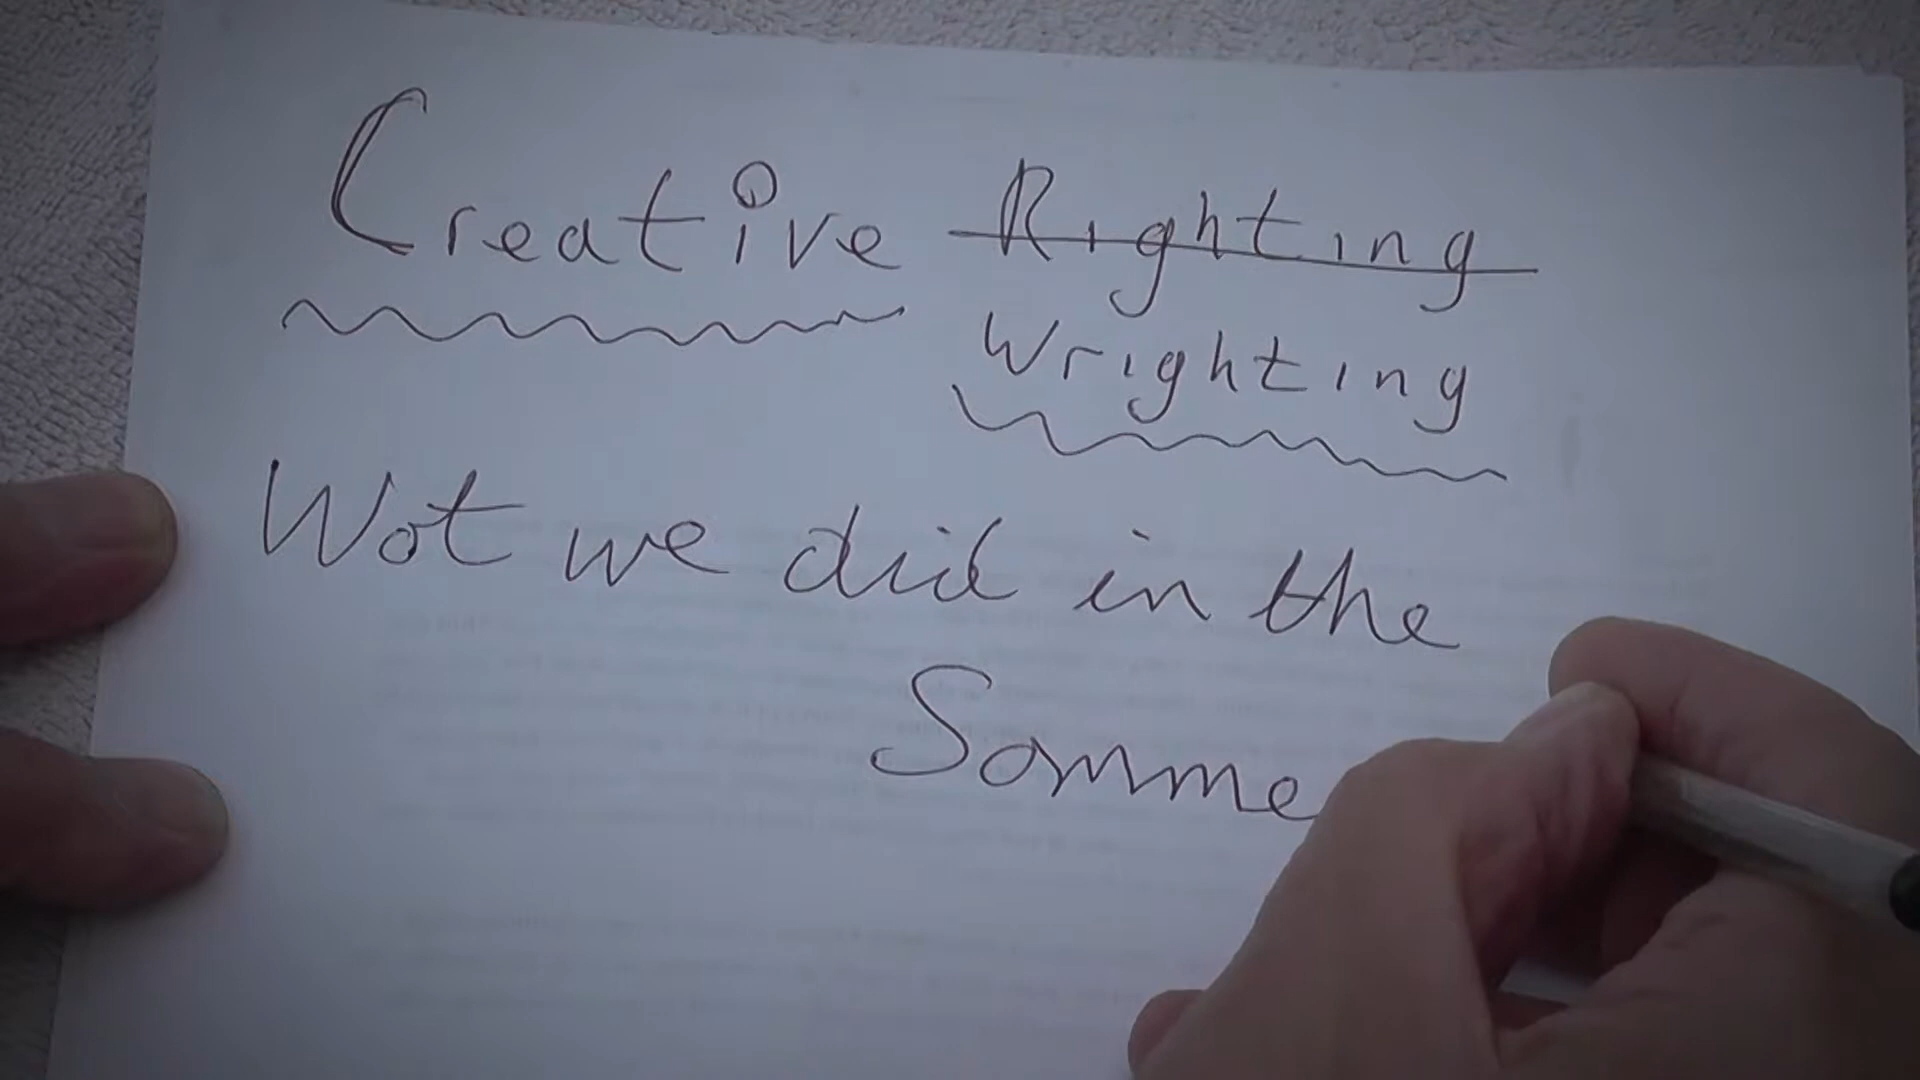 Creative Righting
Wrighting
Wot we did in the
Somme